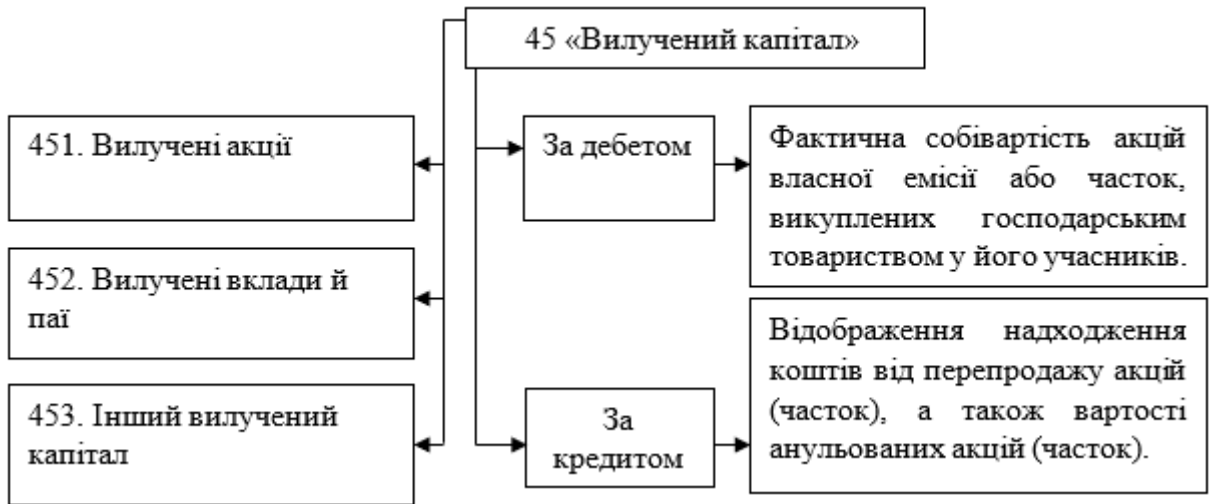 45 «Вилучений капітал»
451. Вилучені акції
452. Вилучені вклади й
паї
453. Інший вилучений
капітал
За дебетом
Фактична собівартість акцій
власної емісії або часток,
викуплених господарським
товариством у його учасників.
За
кредитом
Відображення надходження
коштів від перепродажу акцій
(часток), а також вартості
анульованих акцій (часток).